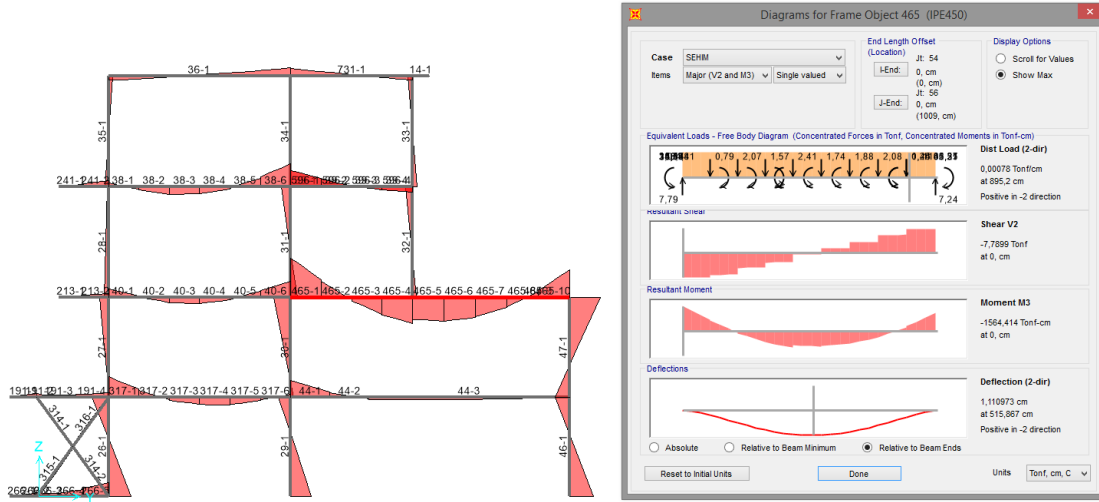 36-1 731-1 14-1
35-1 34-1 33-1
241-1 241-2 38-1 38-2 38-3 38-4 38-5 38-6
28-1 31-1 32-1
213-1 213-2 40-1 40-2 40-3 40-4 40-5 40-6 465-1 465-2 465-3 465-4 465-5 465-6 465-7
27-1 30-1 47-1
191-3 191-4 317-1 317-2 317-3 317-4 317-5 317-6 44-1 44-2 44-3
314-1 316-1
26-1 29-1 46-1
315-1 314-2
Z
Y
Diagrams for Frame Object 465 (IPE450)
Case SEHIM
Items Major (V2 and M3) Single valued
End Length Offset
(Location)
I-End:
Jt: 54
0, cm
(0, cm)
J-End:
Jt: 56
0, cm
(1009, cm)
Display Options
Scroll for Values
Show Max
Equivalent Loads - Free Body Diagram (Concentrated Forces in Tonf, Concentrated Moments in Tonf-cm)
0,79 2,07 1,57 2,41 1,74 1,88 2,08
7,79 7,24
Dist Load (2-dir)
0,00078 Tonf/cm
at 895,2 cm
Positive in -2 direction
Resultant Shear
Shear V2
-7,7899 Tonf
at 0, cm
Resultant Moment
Moment M3
-1564,414 Tonf-cm
at 0, cm
Deflections
Deflection (2-dir)
1,110973 cm
at 515,867 cm
Positive in -2 direction
Absolute Relative to Beam Minimum Relative to Beam Ends
Reset to Initial Units Done Units Tonf, cm, C